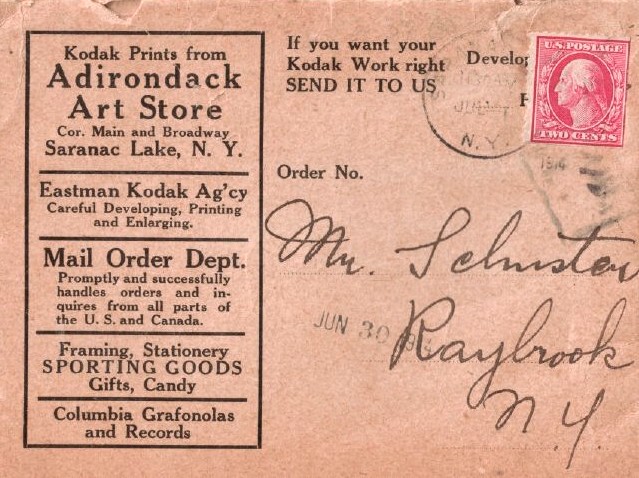 Kodak Prints from
Adirondack
Art Store
Cor. Main and Broadway
Saranac Lake, N. Y.
Eastman Kodak Ag'cy
Careful Developing, Printing
and Enlarging.
Mail Order Dept.
Promptly and successfully
handles orders and in-
quires from all parts of
the U. S. and Canada.
Framing, Stationery
SPORTING GOODS
Gifts, Candy
Columbia Grafonolas
and Records
If you want your
Kodak Work right
SEND IT TO US
Develop
U.S. POSTAGE
TWO CENTS
N.Y.
1914
Order No.
Mr.
JUN 30
Raybrook
N.Y.